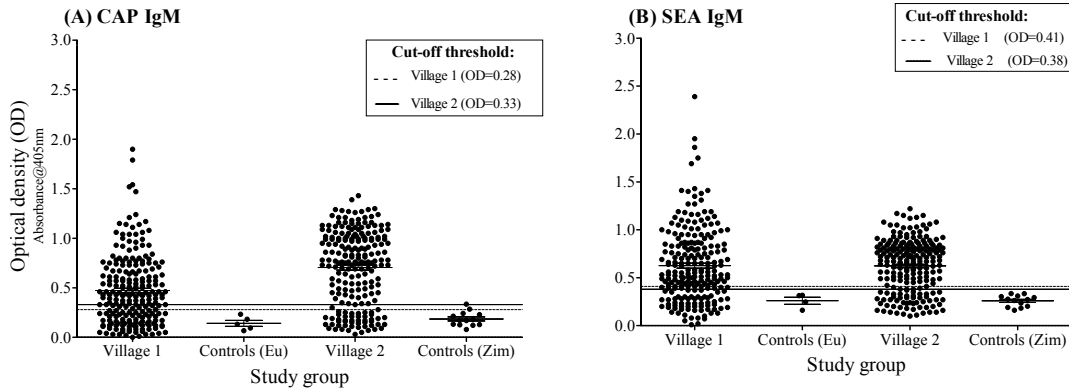 (A) CAP IgM
Cut-off threshold:
Village 1 (OD=0.28)
Village 2 (OD=0.33)
Optical density (OD)
Absorbance@405nm
3.0
2.5
2.0
1.5
1.0
0.5
0.0
Village 1 Controls (Eu) Village 2 Controls (Zim)
Study group
(B) SEA IgM
Cut-off threshold:
Village 1 (OD=0.41)
Village 2 (OD=0.38)
3.0
2.5
2.0
1.5
1.0
0.5
0.0
Village 1 Controls (Eu) Village 2 Controls (Zim)
Study group